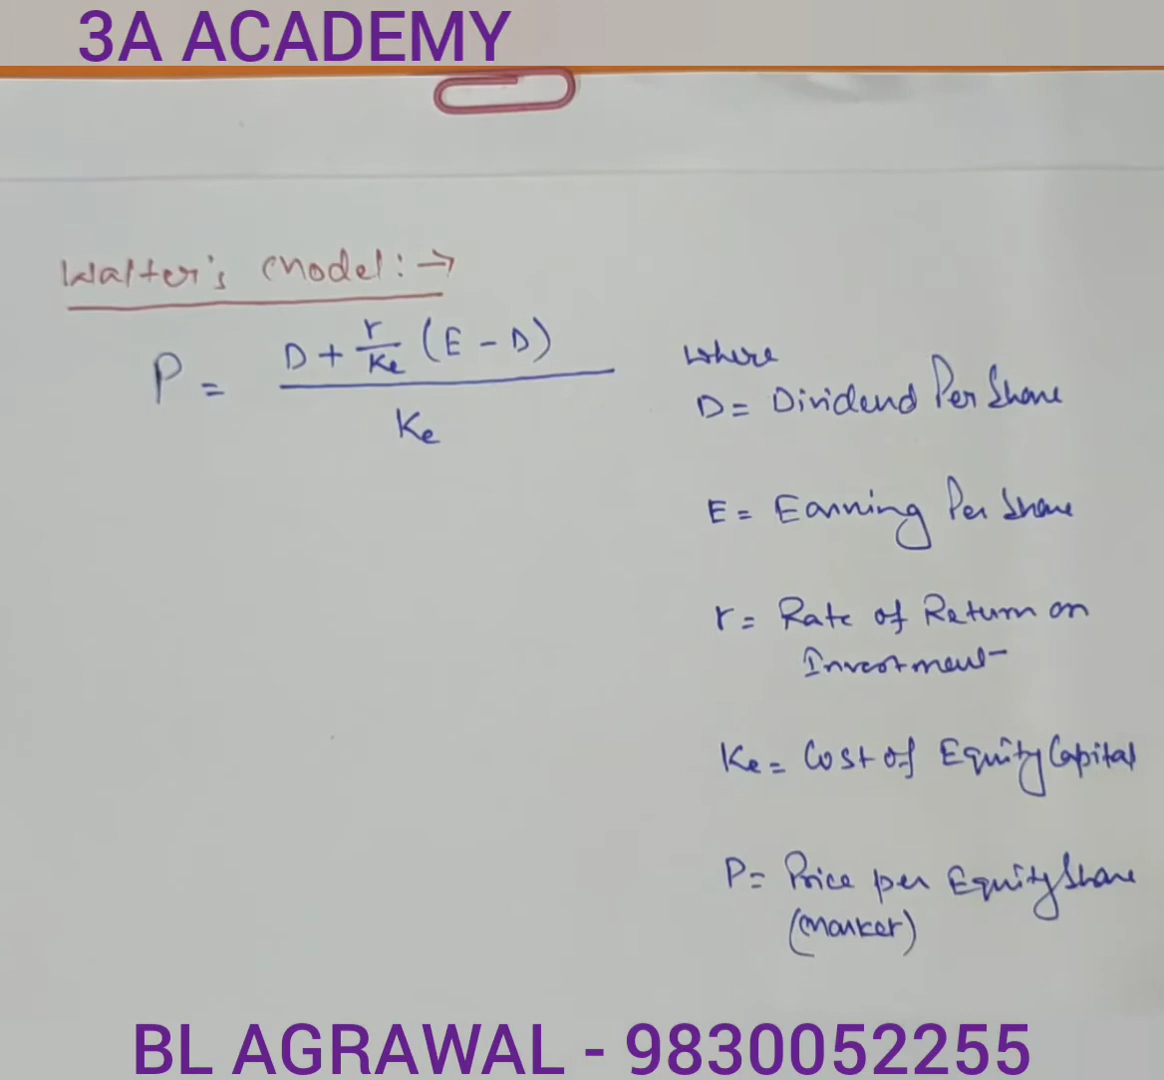 3A ACADEMY
Walter's Model :→
P = (D + r/Ke (E - D)) / Ke
where
D = Dividend Per Share
E = Earning Per Share
r = Rate of Return on
Investment
Ke = Cost of Equity Capital
P = Price per Equity Share
(Market)
BL AGRAWAL - 9830052255